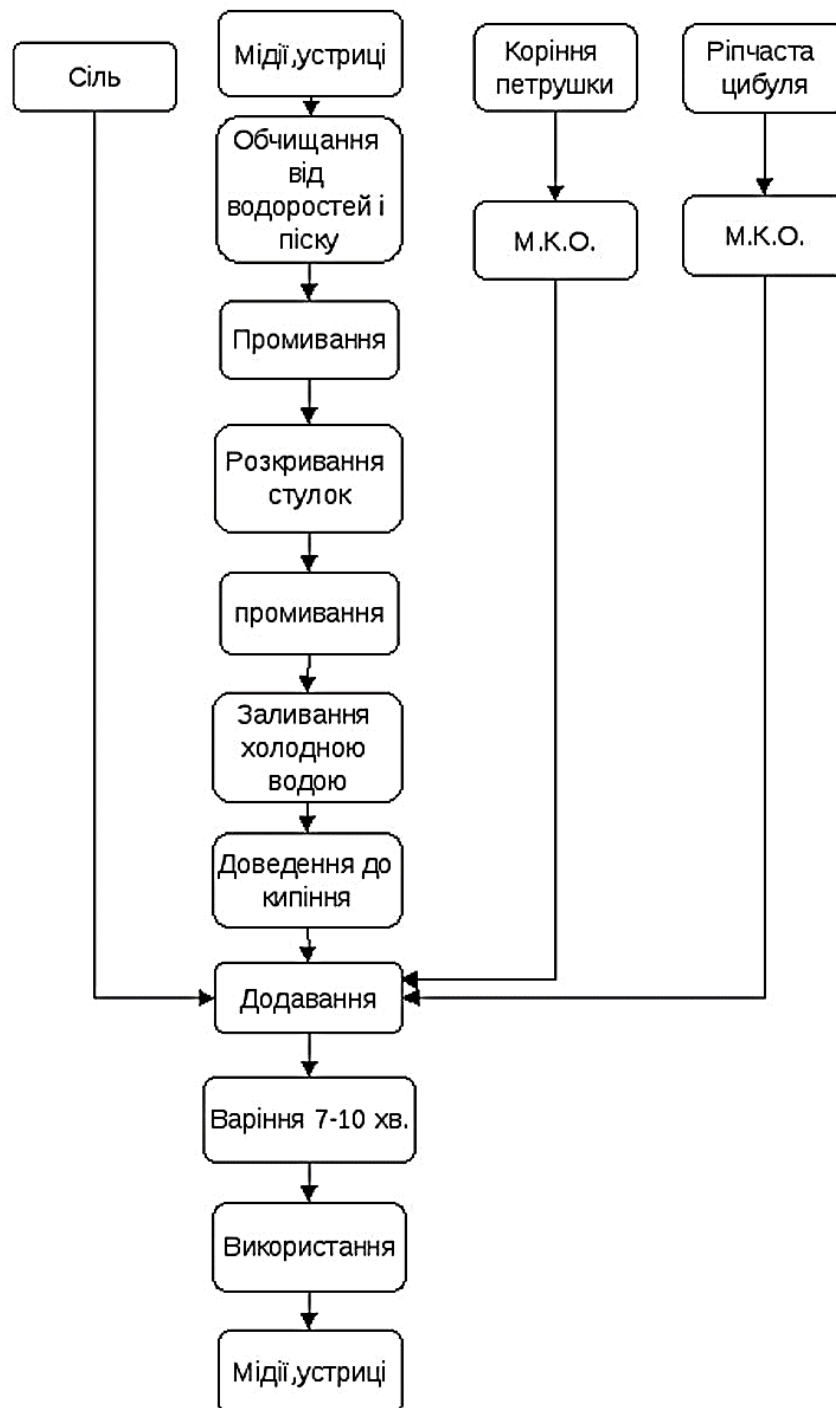 Сіль
Мідії,устриці
Коріння
петрушки
Ріпчаста
цибуля
Обчищання
від
водоростей і
піску
М.К.О.
М.К.О.
Промивання
Розкривання
стулок
промивання
Заливання
холодною
водою
Доведення до
кипіння
Додавання
Варіння 7-10 хв.
Використання
Мідії,устриці